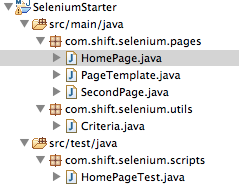 SeleniumStarter
src/main/java
com.shift.selenium.pages
HomePage.java
PageTemplate.java
SecondPage.java
com.shift.selenium.utils
Criteria.java
src/test/java
com.shift.selenium.scripts
HomePageTest.java